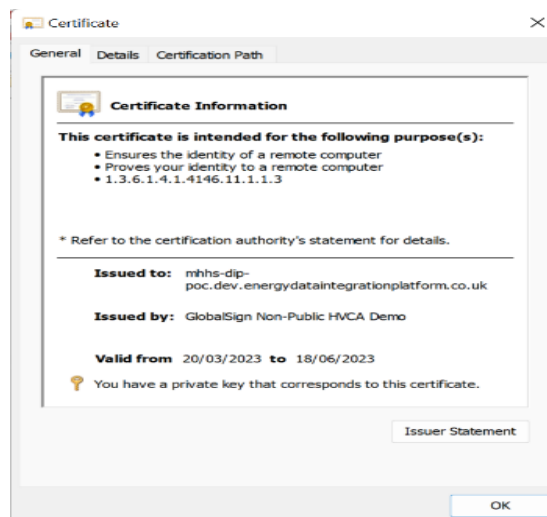 Certificate
General Details Certification Path
Certificate Information
This certificate is intended for the following purpose(s):
• Ensures the identity of a remote computer
• Proves your identity to a remote computer
• 1.3.6.1.4.1.4146.11.1.1.3
* Refer to the certification authority's statement for details.
Issued to: mhhs-dip-
poc.dev.energydataintegrationplatform.co.uk
Issued by: GlobalSign Non-Public HVCA Demo
Valid from 20/03/2023 to 18/06/2023
You have a private key that corresponds to this certificate.
Issuer Statement
OK